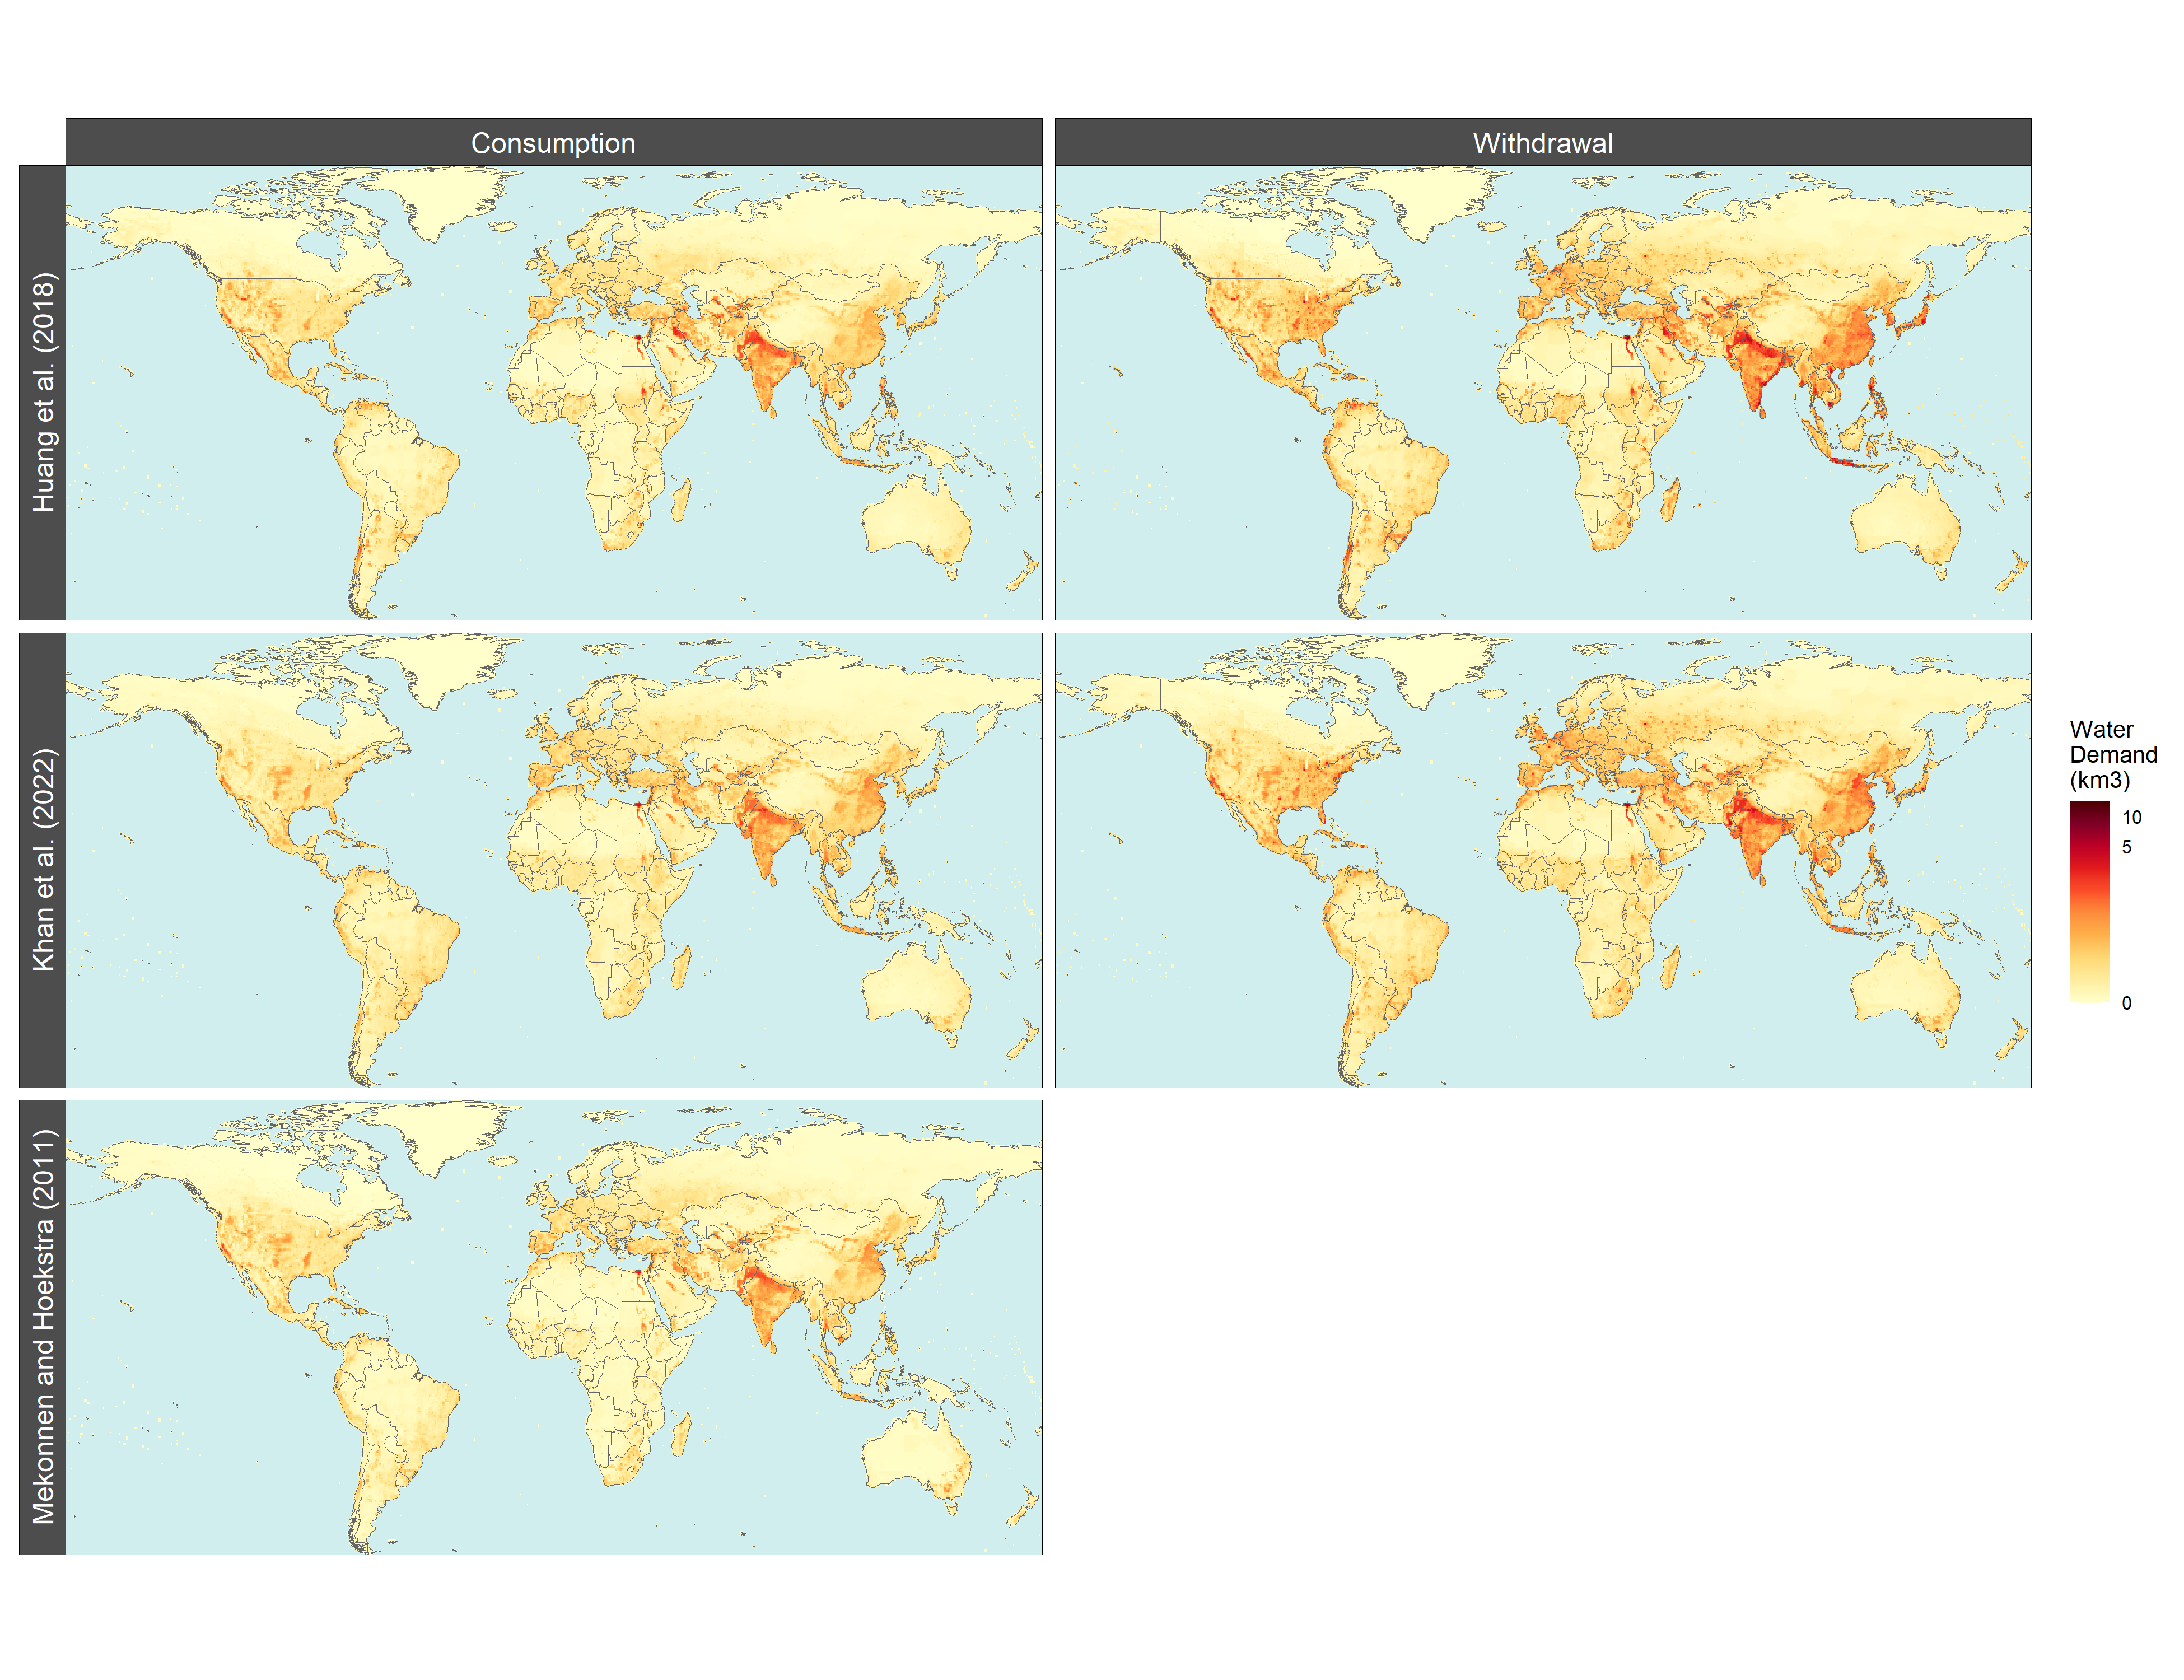 Consumption
Withdrawal
Huang et al. (2018)
Khan et al. (2022)
Mekonnen and Hoekstra (2011)
Water
Demand
(km3)
10
5
0